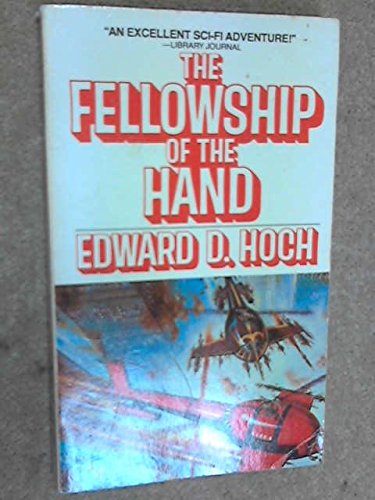 "AN EXCELLENT SCI-FI ADVENTURE!"
—LIBRARY JOURNAL
THE
FELLOWSHIP
OF THE
HAND
EDWARD D. HOCH